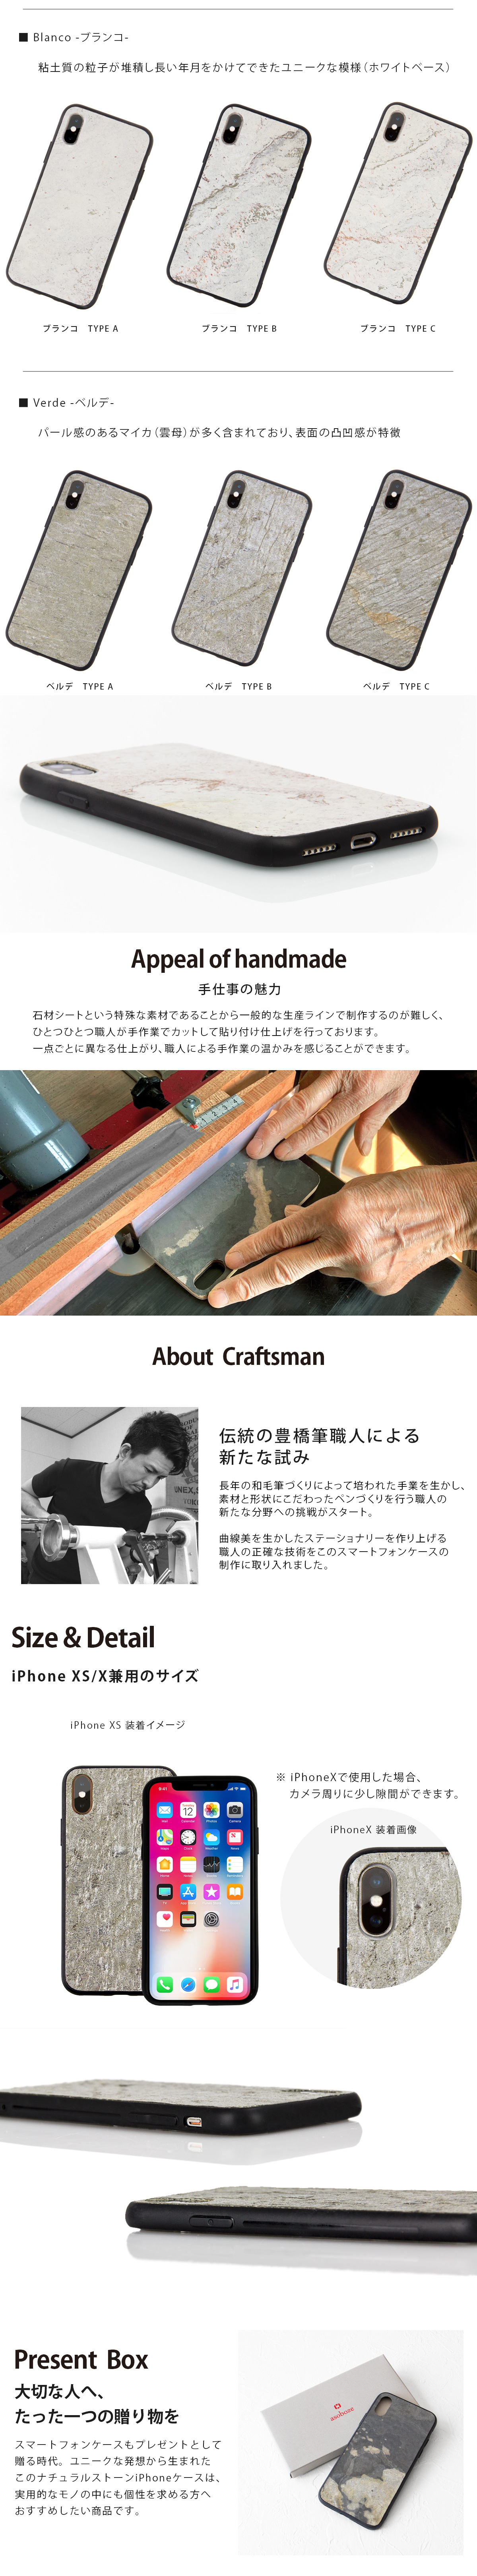 ■ Blanco -ブランコ-
粘土質の粒子が堆積し長い年月をかけてできたユニークな模様（ホワイトベース）
ブランコ　TYPE A
ブランコ　TYPE B
ブランコ　TYPE C
■ Verde -ベルデ-
パール感のあるマイカ（雲母）が多く含まれており、表面の凸凹感が特徴
ベルデ　TYPE A
ベルデ　TYPE B
ベルデ　TYPE C
Appeal of handmade
手仕事の魅力
石材シートという特殊な素材であることから一般的な生産ラインで制作するのが難しく、
ひとつひとつ職人が手作業でカットして貼り付け仕上げを行っております。
一点ごとに異なる仕上がり、職人による手作業の温かみを感じることができます。
About Craftsman
伝統の豊橋筆職人による
新たな試み
長年の和毛筆づくりによって培われた手業を生かし、
素材と形状にこだわったペンづくりを行う職人の
新たな分野への挑戦がスタート。
曲線美を生かしたステーショナリーを作り上げる
職人の正確な技術をこのスマートフォンケースの
制作に取り入れました。
Size & Detail
iPhone XS/X兼用のサイズ
iPhone XS 装着イメージ
※ iPhoneXで使用した場合、
カメラ周りに少し隙間ができます。
iPhoneX 装着画像
9:41
12
Present Box
大切な人へ、
たった一つの贈り物を
スマートフォンケースもプレゼントとして
贈る時代。ユニークな発想から生まれた
このナチュラルストーンiPhoneケースは、
実用的なモノの中にも個性を求める方へ
おすすめしたい商品です。